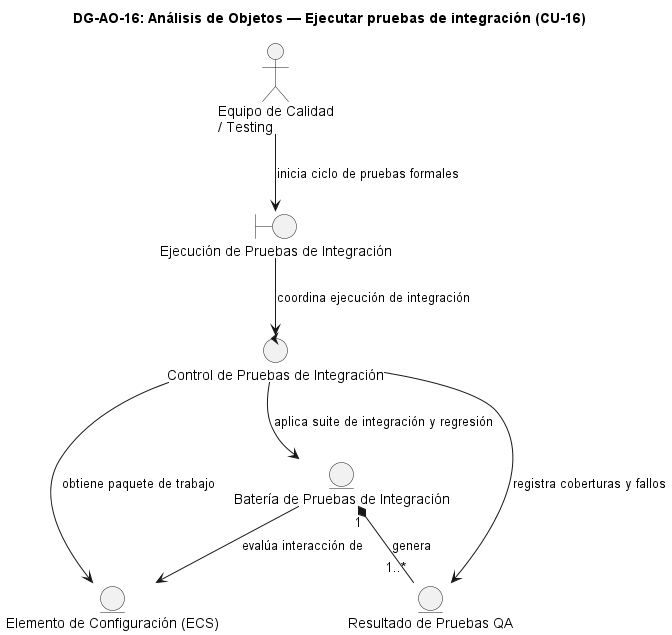 DG-AO-16: Análisis de Objetos — Ejecutar pruebas de integración (CU-16)
Equipo de Calidad
/ Testing
inicia ciclo de pruebas formales
Ejecución de Pruebas de Integración
coordina ejecución de integración
Control de Pruebas de Integración
aplica suite de integración y regresión
obtiene paquete de trabajo
registra coberturas y fallos
Batería de Pruebas de Integración
1
evalúa interacción de
genera
1..*
Elemento de Configuración (ECS)
Resultado de Pruebas QA